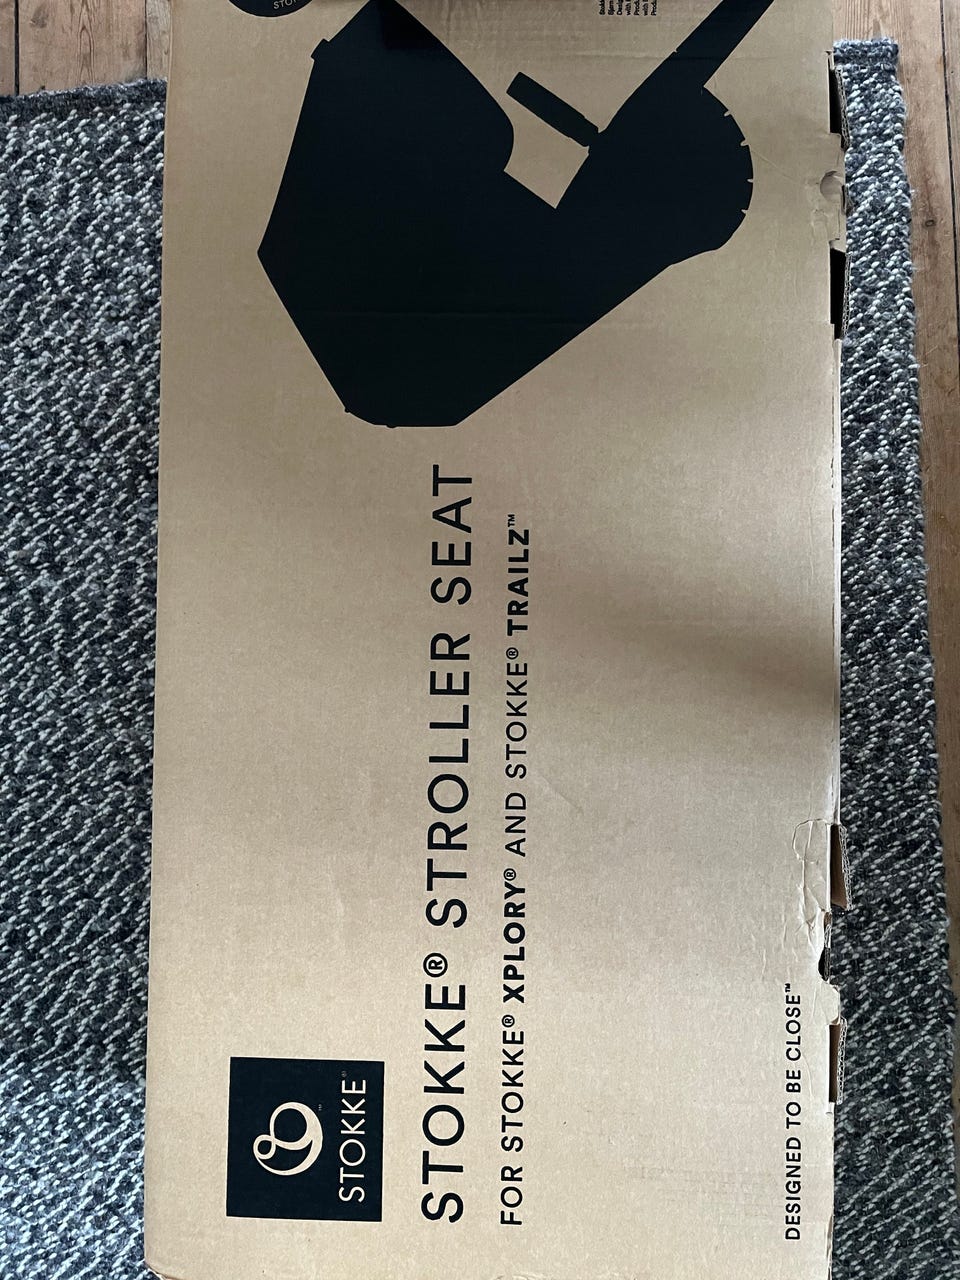 STOKKE® STROLLER SEAT
FOR STOKKE® XPLORY® AND STOKKE® TRAILZ™
STOKKE
DESIGNED TO BE CLOSE™